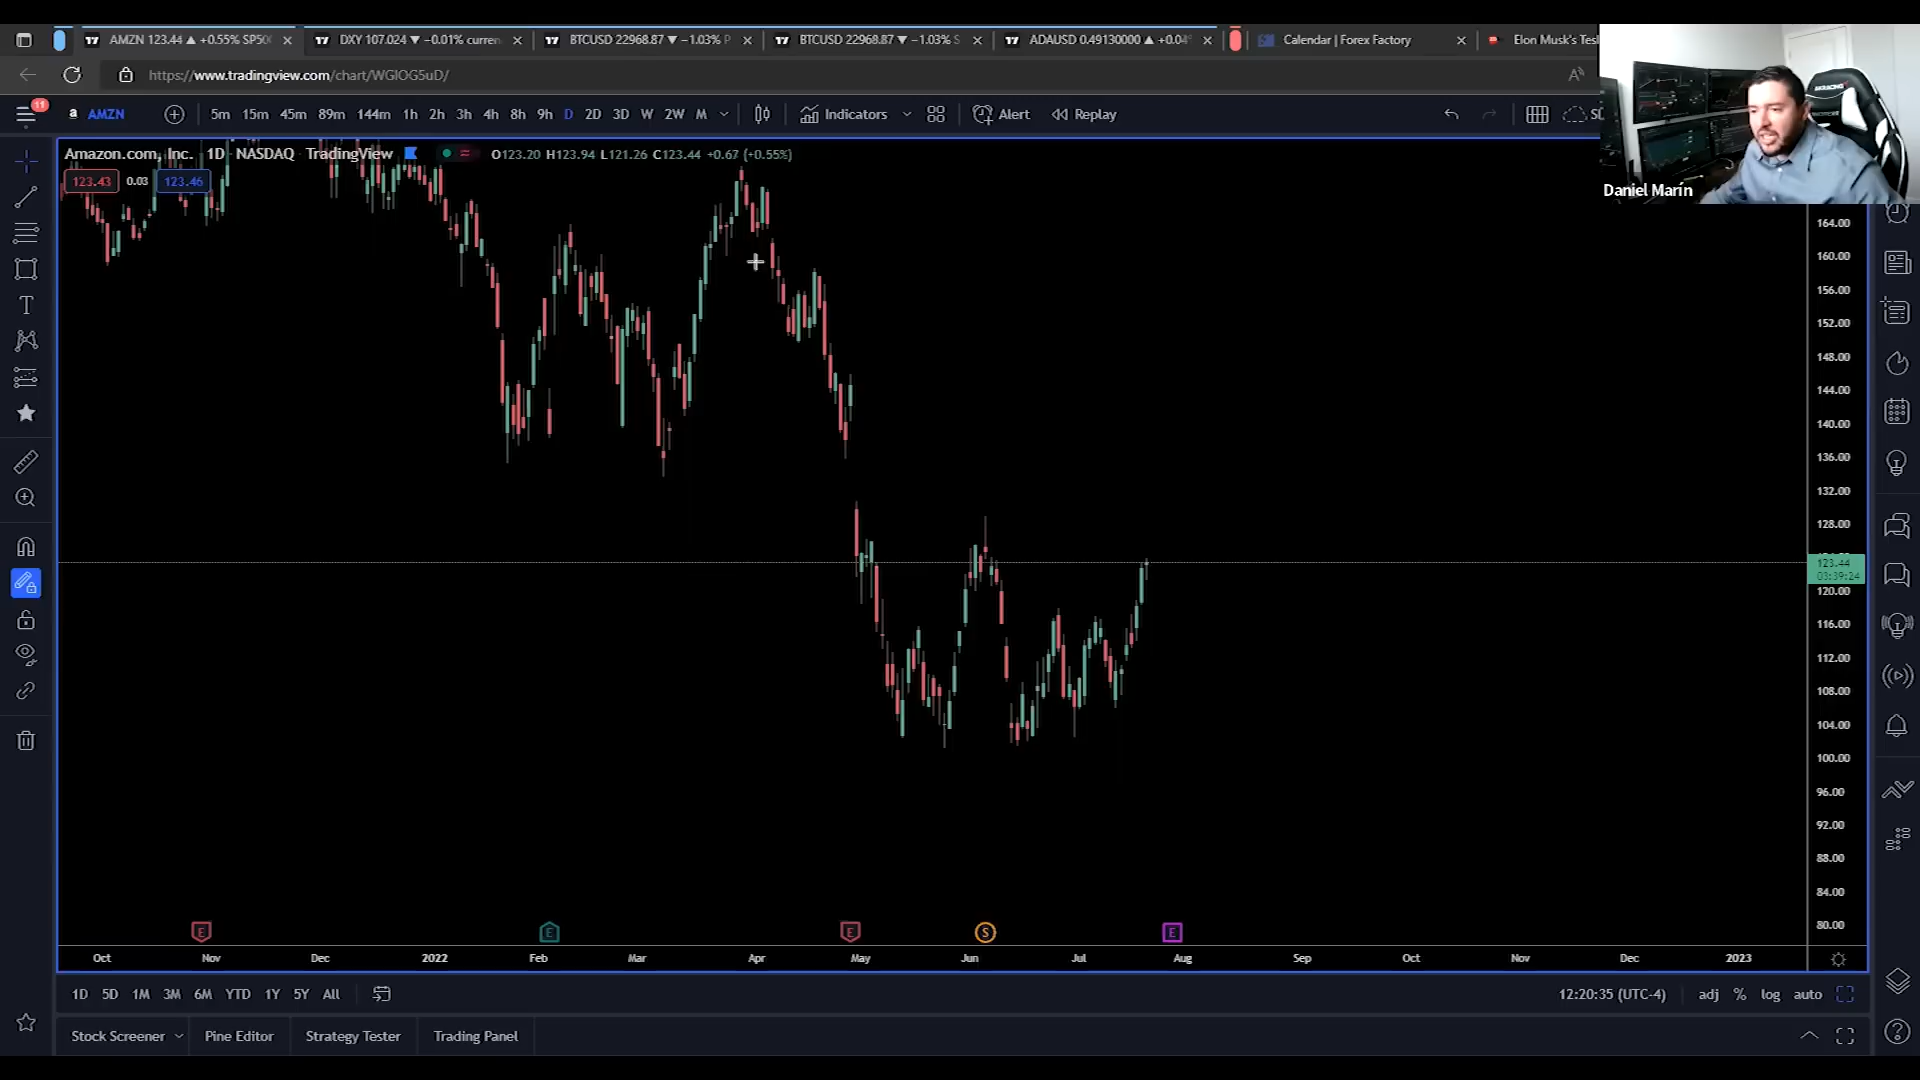 AMZN 123.44 ▲ +0.55% SP50
DXY 107.024 ▼ −0.01% curren
BTCUSD 22968.87 ▼ −1.03% P
BTCUSD 22968.87 ▼ −1.03% S
ADAUSD 0.49130000 ▲ +0.04
Calendar | Forex Factory
Elon Musk's Tesl
https://www.tradingview.com/chart/WGIOG5uD/
11
a AMZN
5m 15m 45m 89m 144m 1h 2h 3h 4h 8h 9h D 2D 3D W 2W M
Indicators
Alert
Replay
Daniel Marín
Amazon.com, Inc. 1D NASDAQ TradingView
O123.20 H123.94 L121.26 C123.44 +0.67 (+0.55%)
123.43 0.03 123.46
164.00
160.00
156.00
152.00
148.00
144.00
140.00
136.00
132.00
128.00
123.44
03:39:24
120.00
116.00
112.00
108.00
104.00
100.00
96.00
92.00
88.00
84.00
80.00
E E E S E
Oct Nov Dec 2022 Feb Mar Apr May Jun Jul Aug Sep Oct Nov Dec 2023
1D 5D 1M 3M 6M YTD 1Y 5Y All
12:20:35 (UTC-4) adj % log auto
Stock Screener Pine Editor Strategy Tester Trading Panel